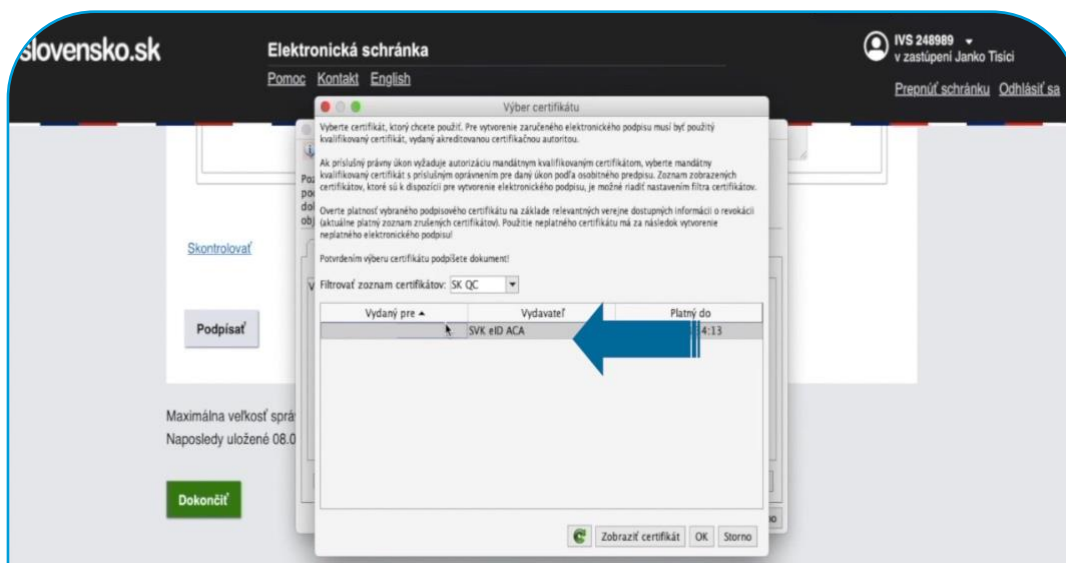 slovensko.sk
Elektronická schránka
Pomoc Kontakt English
IVS 248989
v zastúpení Janko Tisíci
Prepnúť schránku Odhlásiť sa
Výber certifikátu
Vyberte certifikát, ktorý chcete použiť. Pre vytvorenie zaručeného elektronického podpisu musí byť použitý
kvalifikovaný certifikát, vydaný akreditovanou certifikačnou autoritou.
Ak príslušný právny úkon vyžaduje autorizáciu mandátnym kvalifikovaným certifikátom, vyberte mandátny
kvalifikovaný certifikát s príslušným oprávnením pre daný úkon podľa osobitného predpisu. Zoznam zobrazených
certifikátov, ktoré sú k dispozícii pre vytvorenie elektronického podpisu, je možné riadiť nastavením filtra certifikátov.
Overte platnosť vybraného podpisového certifikátu na základe relevantných verejne dostupných informácií o revokácii
(aktuálne platný zoznam zrušených certifikátov). Použitie neplatného certifikátu má za následok vytvorenie
neplatného elektronického podpisu!
Potvrdením výberu certifikátu podpíšete dokument!
Filtrovať zoznam certifikátov: SK QC
Vydaný pre Vydavateľ Platný do
SVK eID ACA 4:13
Skontrolovať
Podpísať
Maximálna veľkosť sprá
Naposledy uložené 08.0
Dokončiť
Zobraziť certifikát OK Storno